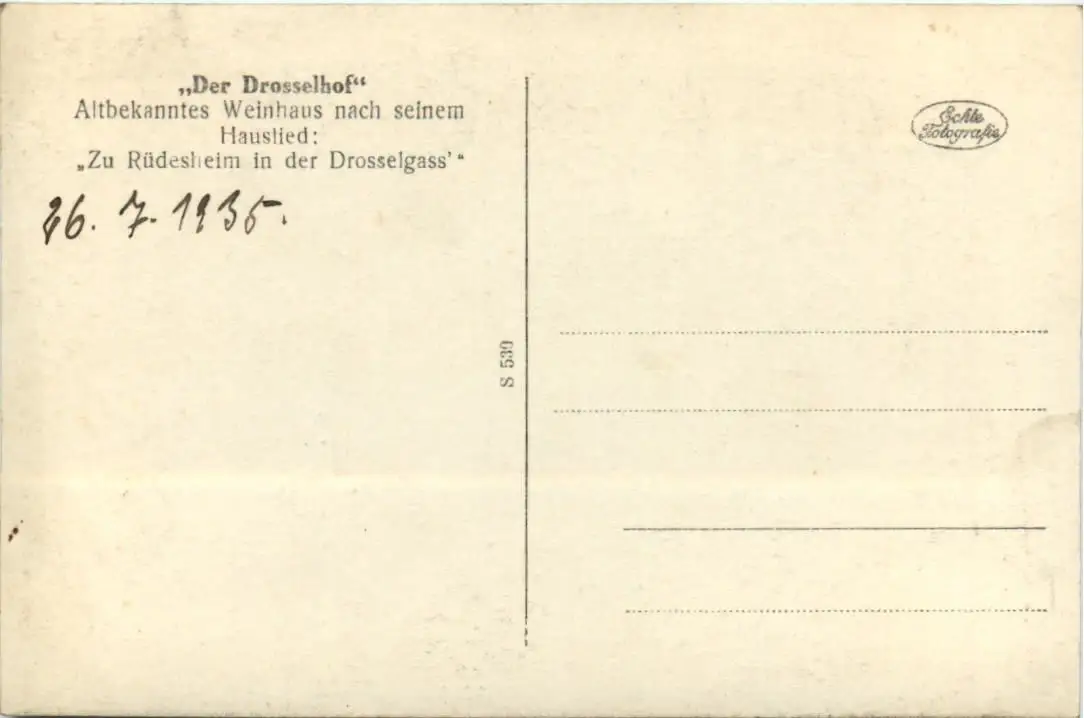 „Der Drosselhof“
Altbekanntes Weinhaus nach seinem
Hauslied:
„Zu Rüdesheim in der Drosselgass'“
26. 7. 1935.
Echte
Fotografie
S 530